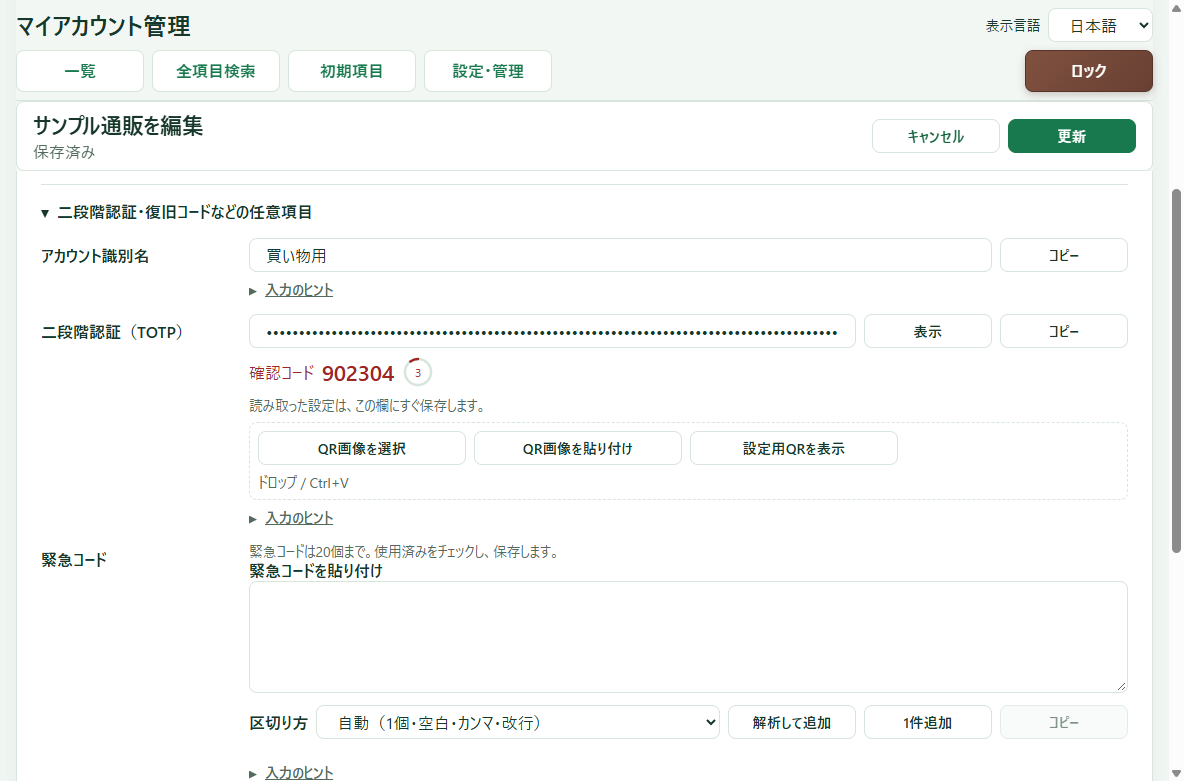 マイアカウント管理
表示言語 日本語
一覧 全項目検索 初期項目 設定・管理 ロック
サンプル通販を編集
保存済み
キャンセル 更新
▼ 二段階認証・復旧コードなどの任意項目
アカウント識別名 買い物用 コピー
▶ 入力のヒント
二段階認証（TOTP） ••••••••••••••••••••••••••••••••••••••••••••••••••••••••••••••••••••••••••••••••••••••• 表示 コピー
確認コード 902304 3
読み取った設定は、この欄にすぐ保存します。
QR画像を選択 QR画像を貼り付け 設定用QRを表示
ドロップ / Ctrl+V
▶ 入力のヒント
緊急コード 緊急コードは20個まで。使用済みをチェックし、保存します。
緊急コードを貼り付け
区切り方 自動（1個・空白・カンマ・改行） 解析して追加 1件追加 コピー
▶ 入力のヒント